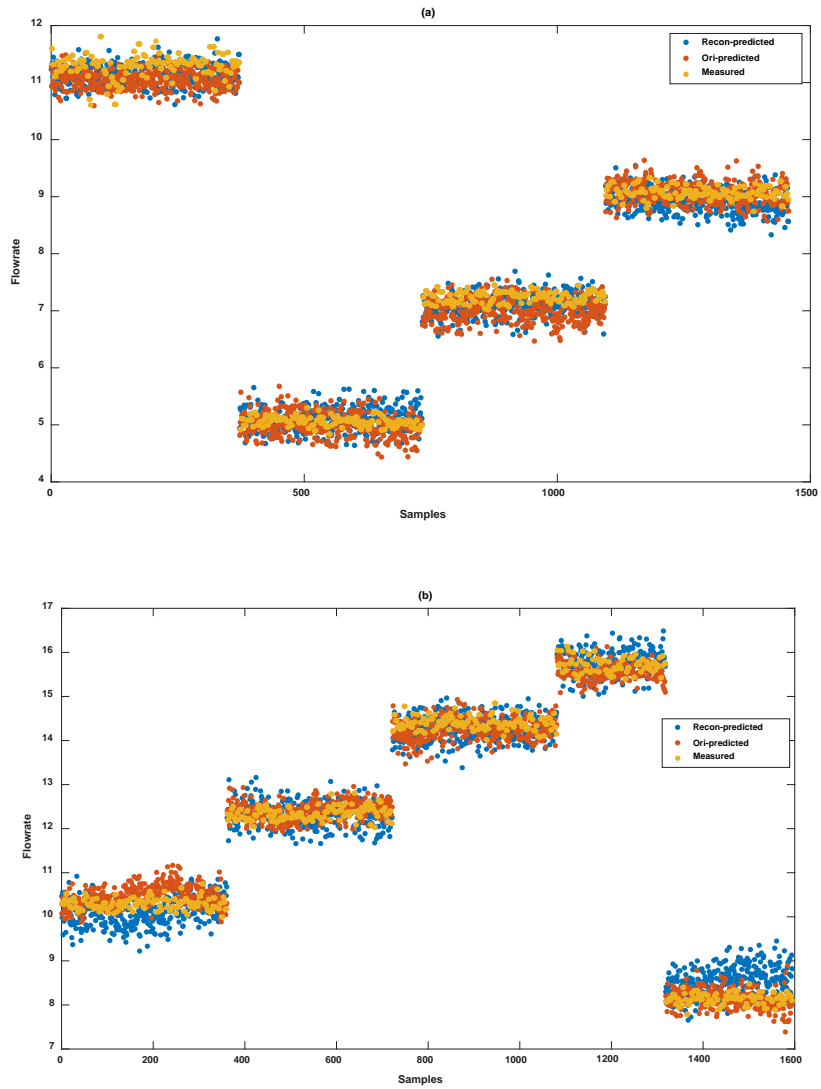 (a)
12
11
10
9
8
7
6
5
4
Flowrate
Recon-predicted
Ori-predicted
Measured
0
500
1000
1500
Samples
(b)
17
16
15
14
13
12
11
10
9
8
7
Flowrate
Recon-predicted
Ori-predicted
Measured
0
200
400
600
800
1000
1200
1400
1600
Samples